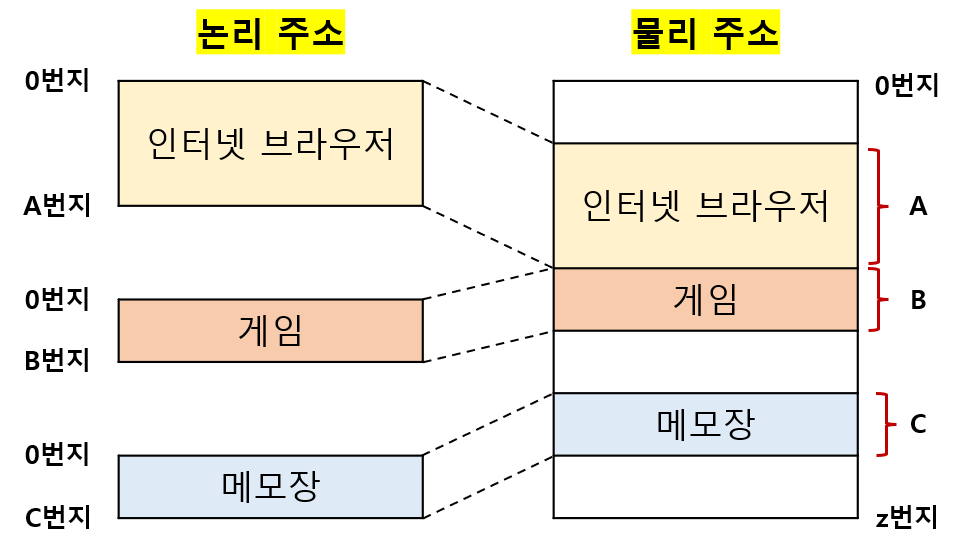 논리 주소
0번지
인터넷 브라우저
A번지
0번지
게임
B번지
0번지
메모장
C번지
물리 주소
0번지
인터넷 브라우저
A
게임
B
메모장
C
z번지